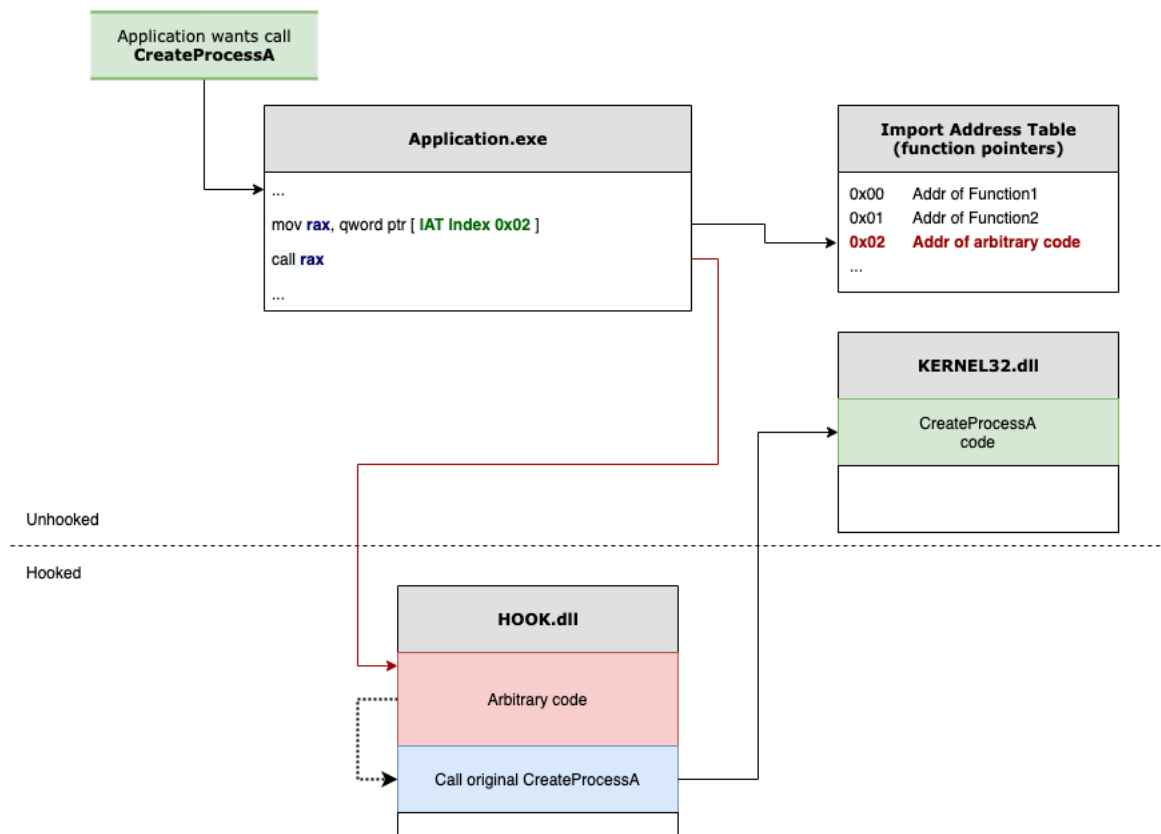 Application wants call
CreateProcessA
Application.exe
...
mov rax, qword ptr [ IAT Index 0x02 ]
call rax
...
Import Address Table
(function pointers)
0x00 Addr of Function1
0x01 Addr of Function2
0x02 Addr of arbitrary code
...
KERNEL32.dll
CreateProcessA
code
Unhooked
Hooked
HOOK.dll
Arbitrary code
Call original CreateProcessA